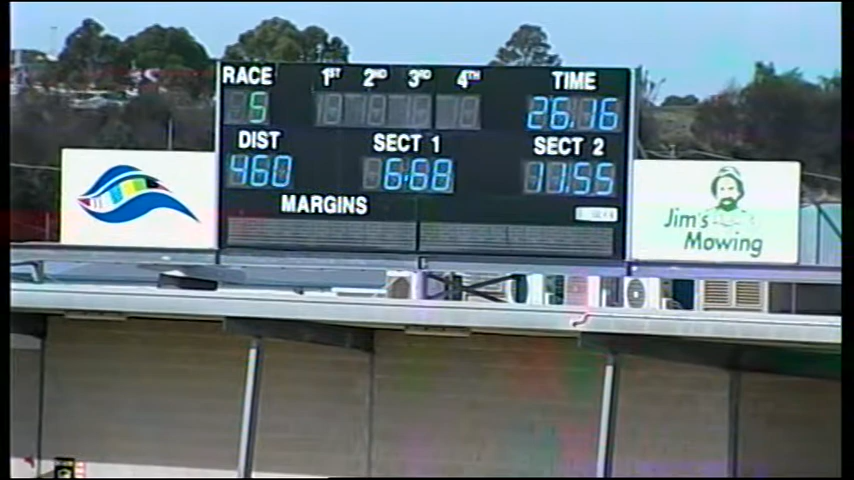 RACE 1ST 2ND 3RD 4TH TIME
5 26.16
DIST SECT 1 SECT 2
460 6.68 11.55
MARGINS
Jim's
Mowing